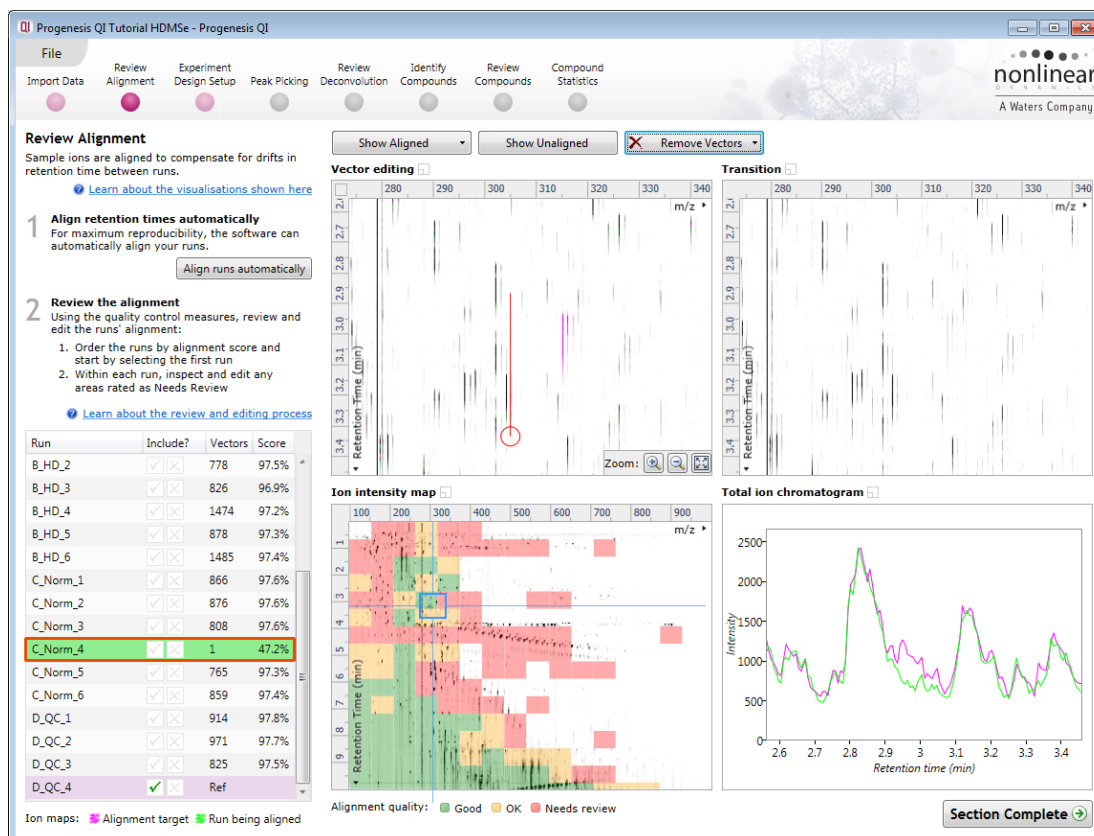 QI Progenesis QI Tutorial HDMSe - Progenesis QI
File
Import Data
Review Alignment
Experiment Design Setup
Peak Picking
Review Deconvolution
Identify Compounds
Review Compounds
Compound Statistics
nonlinear
DYNAMICS
A Waters Company
Review Alignment
Sample ions are aligned to compensate for drifts in
retention time between runs.
Learn about the visualisations shown here
1 Align retention times automatically
For maximum reproducibility, the software can
automatically align your runs.
Align runs automatically
2 Review the alignment
Using the quality control measures, review and
edit the runs' alignment:
1. Order the runs by alignment score and
start by selecting the first run
2. Within each run, inspect and edit any
areas rated as Needs Review
Learn about the review and editing process
Run Include? Vectors Score
B_HD_2 778 97.5%
B_HD_3 826 96.9%
B_HD_4 1474 97.2%
B_HD_5 878 97.3%
B_HD_6 1485 97.4%
C_Norm_1 866 97.6%
C_Norm_2 876 97.6%
C_Norm_3 808 97.6%
C_Norm_4 1 47.2%
C_Norm_5 765 97.3%
C_Norm_6 859 97.4%
D_QC_1 914 97.8%
D_QC_2 971 97.7%
D_QC_3 825 97.5%
D_QC_4 Ref
Ion maps: Alignment target Run being aligned
Show Aligned Show Unaligned Remove Vectors
Vector editing
280 290 300 310 320 330 340
m/z
2.7
2.8
2.9
3.0
3.1
3.2
3.3
3.4
Retention Time (min)
Zoom:
Transition
280 290 300 310 320 330 340
m/z
2.7
2.8
2.9
3.0
3.1
3.2
3.3
3.4
Retention Time (min)
Ion intensity map
100 200 300 400 500 600 700 800 900
m/z
1
2
3
4
5
6
7
8
9
Retention Time (min)
Alignment quality: Good OK Needs review
Total ion chromatogram
2500
2000
1500
1000
500
0
Intensity
2.6 2.7 2.8 2.9 3 3.1 3.2 3.3 3.4
Retention time (min)
Section Complete